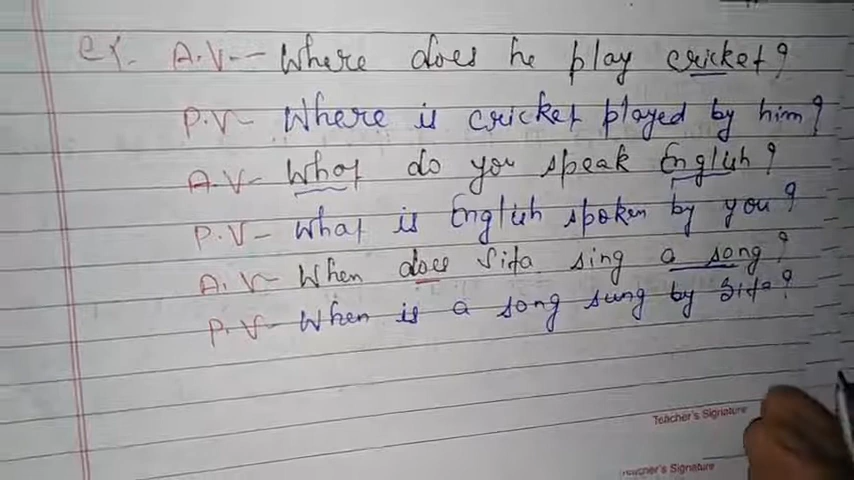 ex. A.V- Where does he play cricket?
P.V- Where is cricket played by him?
A.V- What do you speak English?
P.V- What is English spoken by you?
A.V- When does Sita sing a song?
P.V- When is a song sung by Sita?
Teacher's Signature
Teacher's Signature